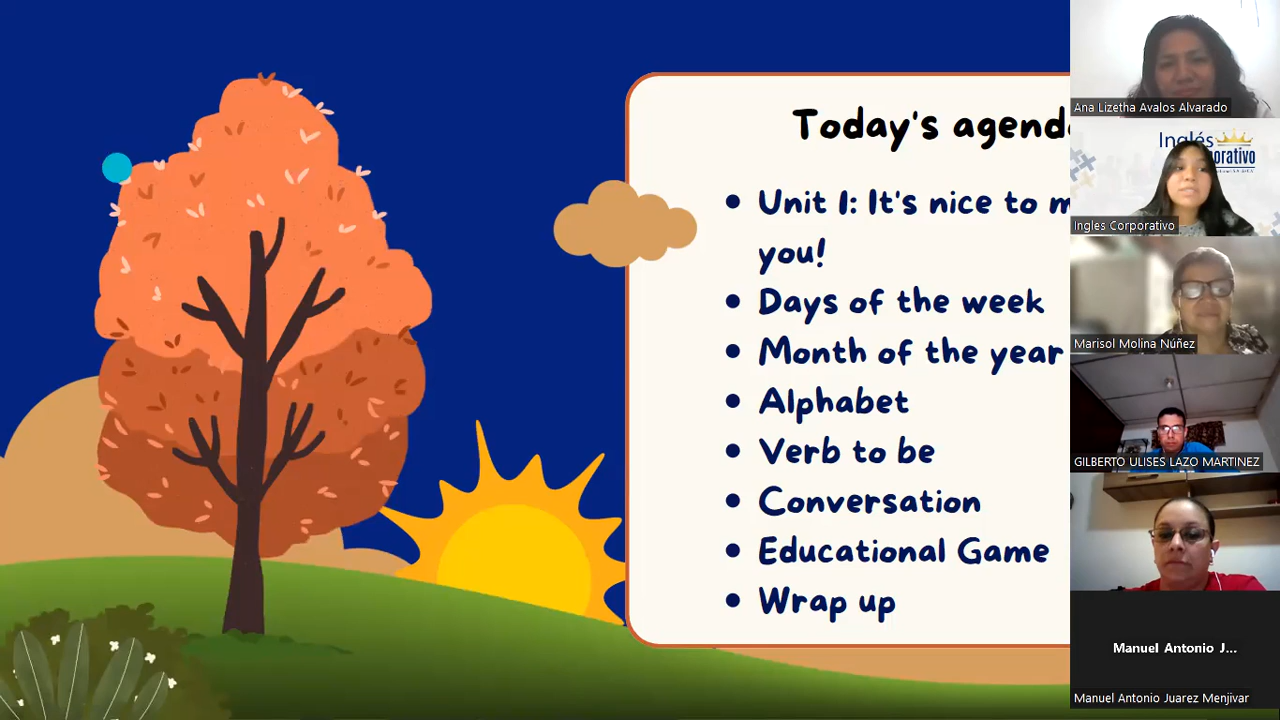 Today's agend
Unit 1: It's nice to m
you!
Days of the week
Month of the year
Alphabet
Verb to be
Conversation
Educational Game
Wrap up
Ana Lizetha Avalos Alvarado
Inglés
orativo
Ingles Corporativo
Marisol Molina Núñez
GILBERTO ULISES LAZO MARTINEZ
Manuel Antonio J...
Manuel Antonio Juarez Menjivar